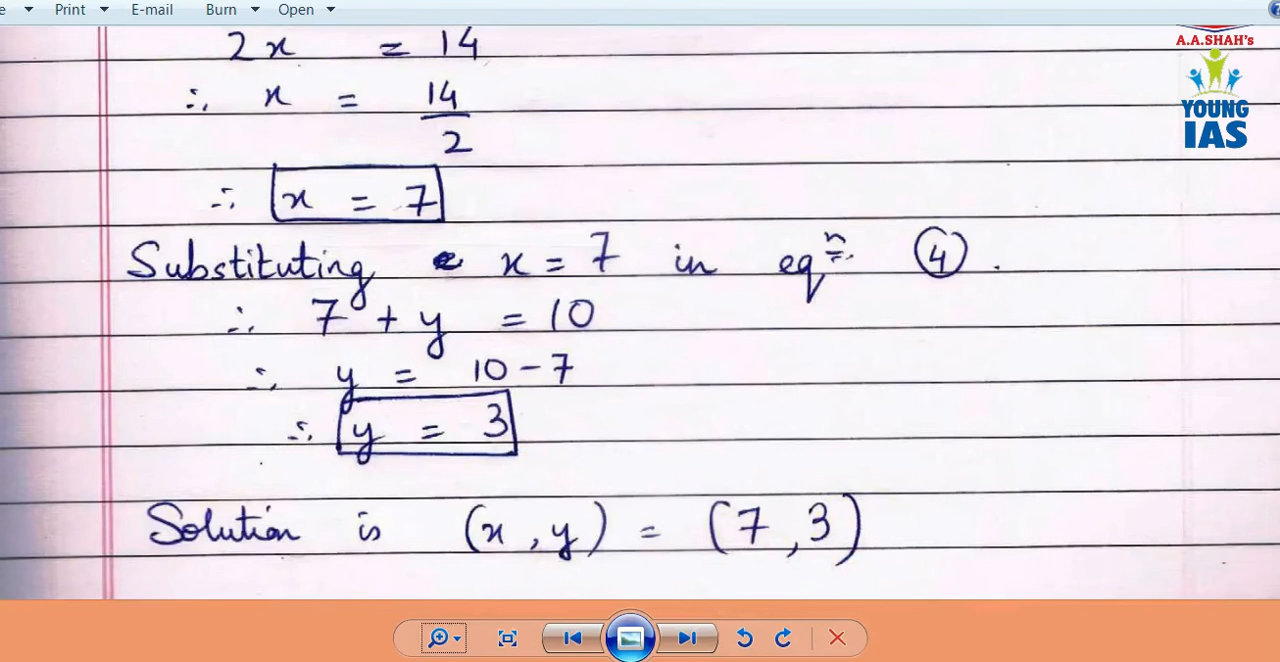 e Print E-mail Burn Open
2x = 14
∴ x = 14/2
∴ x = 7
Substituting x = 7 in eqⁿ. ④.
∴ 7 + y = 10
∴ y = 10 - 7
∴ y = 3
Solution is (x, y) = (7, 3)
A.A.SHAH's
YOUNG
IAS